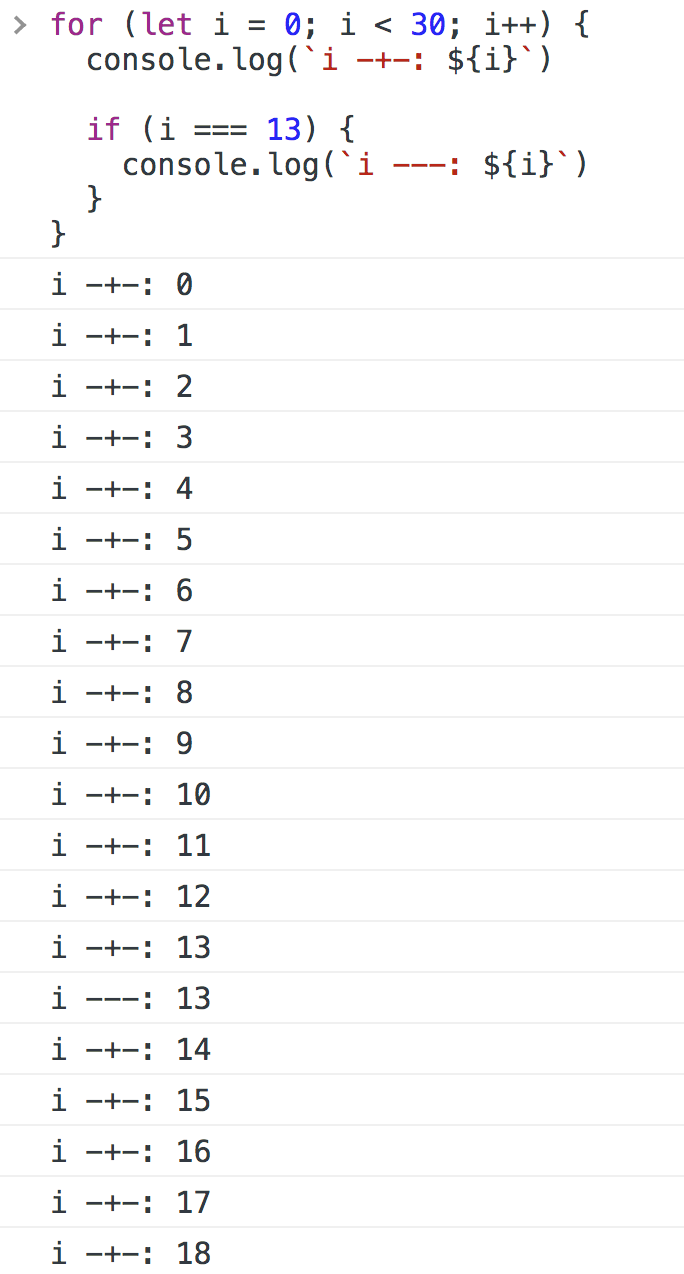 > for (let i = 0; i < 30; i++) {
console.log(`i -+-: ${i}`)
if (i === 13) {
console.log(`i ---: ${i}`)
}
}
i -+-: 0
i -+-: 1
i -+-: 2
i -+-: 3
i -+-: 4
i -+-: 5
i -+-: 6
i -+-: 7
i -+-: 8
i -+-: 9
i -+-: 10
i -+-: 11
i -+-: 12
i -+-: 13
i ---: 13
i -+-: 14
i -+-: 15
i -+-: 16
i -+-: 17
i -+-: 18